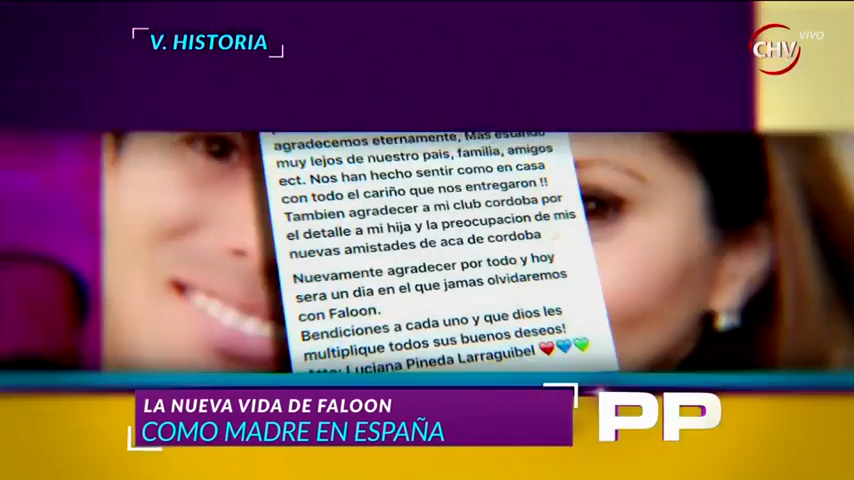 V. HISTORIA
CHV
VIVO
agradecemos eternamente, Mas estando
muy lejos de nuestro pais, familia, amigos
ect. Nos han hecho sentir como en casa
con todo el cariño que nos entregaron !!
Tambien agradecer a mi club cordoba por
el detalle a mi hija y la preocupacion de mis
nuevas amistades de aca de cordoba
Nuevamente agradecer por todo y hoy
sera un dia en el que jamas olvidaremos
con Faloon.
Bendiciones a cada uno y que dios les
multiplique todos sus buenos deseos!
Luciana Pineda Larraguibel ❤️💙💚
LA NUEVA VIDA DE FALOON
COMO MADRE EN ESPAÑA
PP